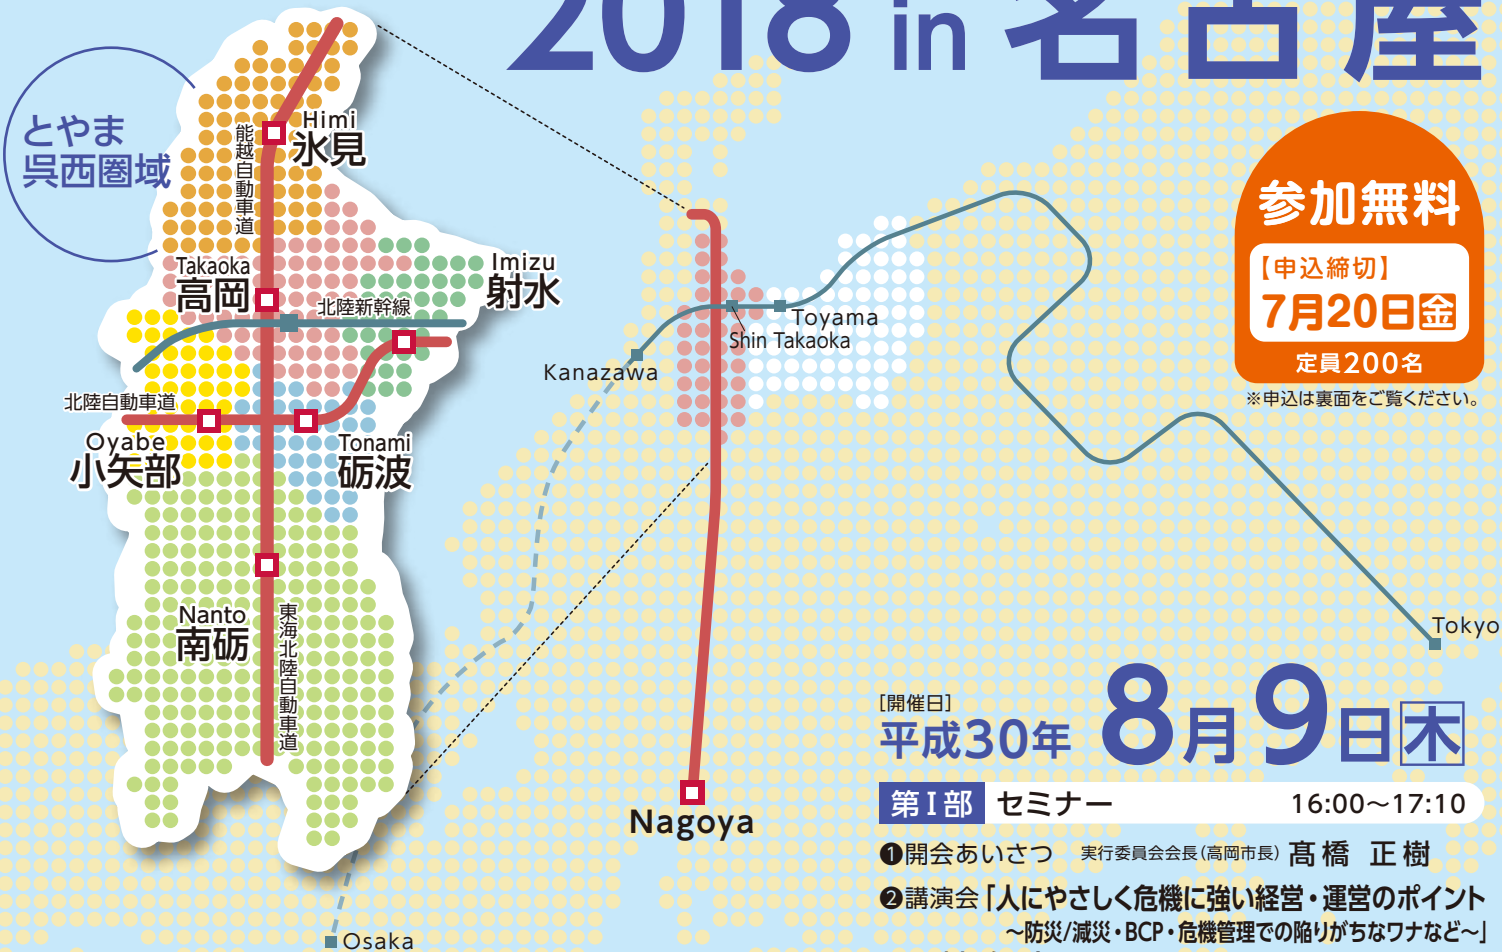 2018 in 名古屋
とやま
呉西圏域
Himi
氷見
能越自動車道
Takaoka
高岡
Imizu
射水
北陸新幹線
北陸自動車道
Oyabe
小矢部
Tonami
砺波
Nanto
南砺
東海北陸自動車道
Toyama
Shin Takaoka
Kanazawa
Tokyo
Nagoya
Osaka
参加無料
【申込締切】
7月20日金
定員200名
※申込は裏面をご覧ください。
[開催日]
平成30年 8月9日木
第Ⅰ部 セミナー 16:00～17:10
❶開会あいさつ 実行委員会会長(高岡市長) 髙橋 正樹
❷講演会「人にやさしく危機に強い経営・運営のポイント
～防災/減災・BCP・危機管理での陥りがちなワナなど～」